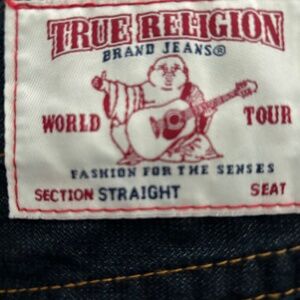 TRUE RELIGION
BRAND JEANS®
WORLD TOUR
FASHION FOR THE SENSES
SECTION STRAIGHT SEAT